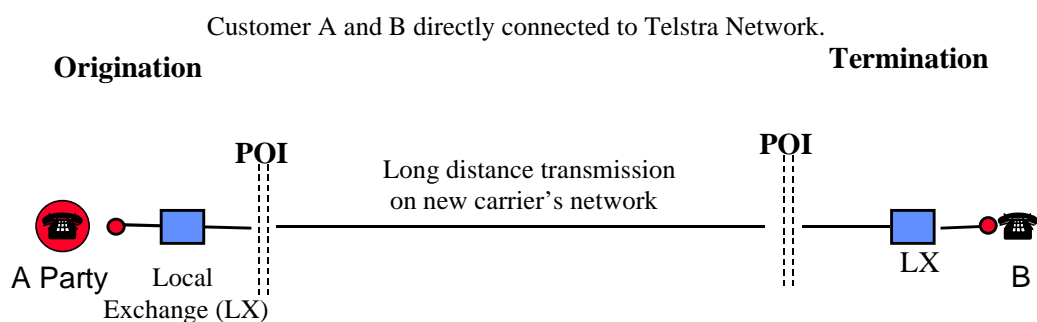 Customer A and B directly connected to Telstra Network.
Origination
Termination
POI
POI
Long distance transmission
on new carrier's network
A Party
Local
Exchange (LX)
LX
B